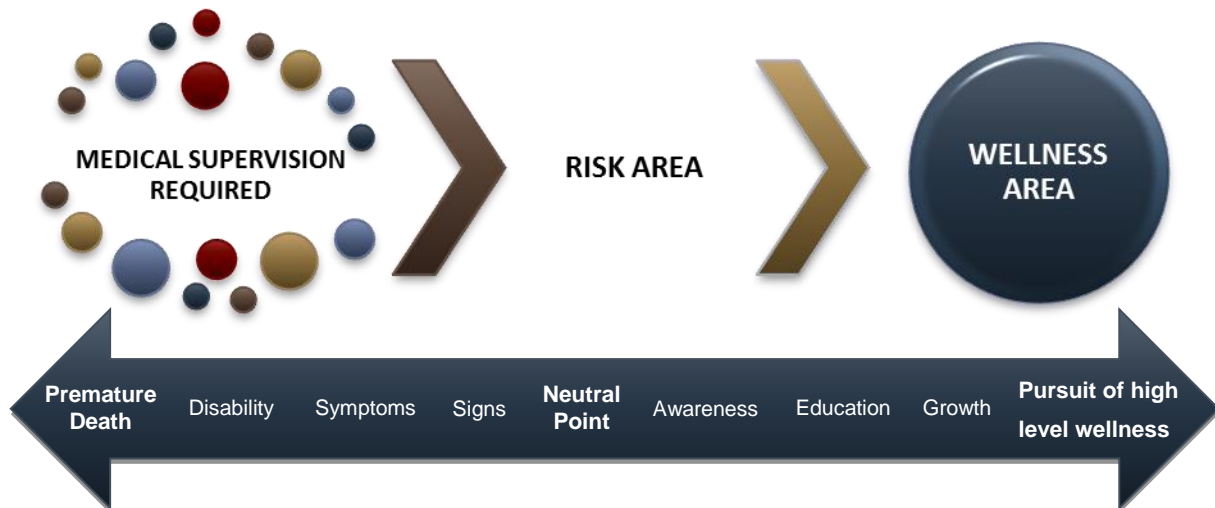 MEDICAL SUPERVISION
REQUIRED
RISK AREA
WELLNESS
AREA
Premature
Death
Disability
Symptoms
Signs
Neutral
Point
Awareness
Education
Growth
Pursuit of high
level wellness